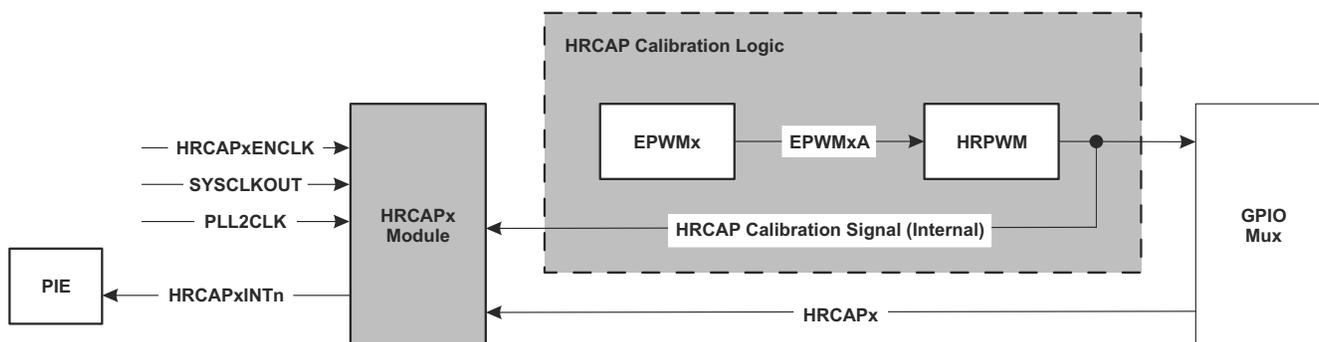 HRCAP Calibration Logic
EPWMx
EPWMxA
HRPWM
HRCAPxENCLK
SYSCLKOUT
PLL2CLK
HRCAPx
Module
HRCAP Calibration Signal (Internal)
GPIO
Mux
PIE
HRCAPxINTn
HRCAPx